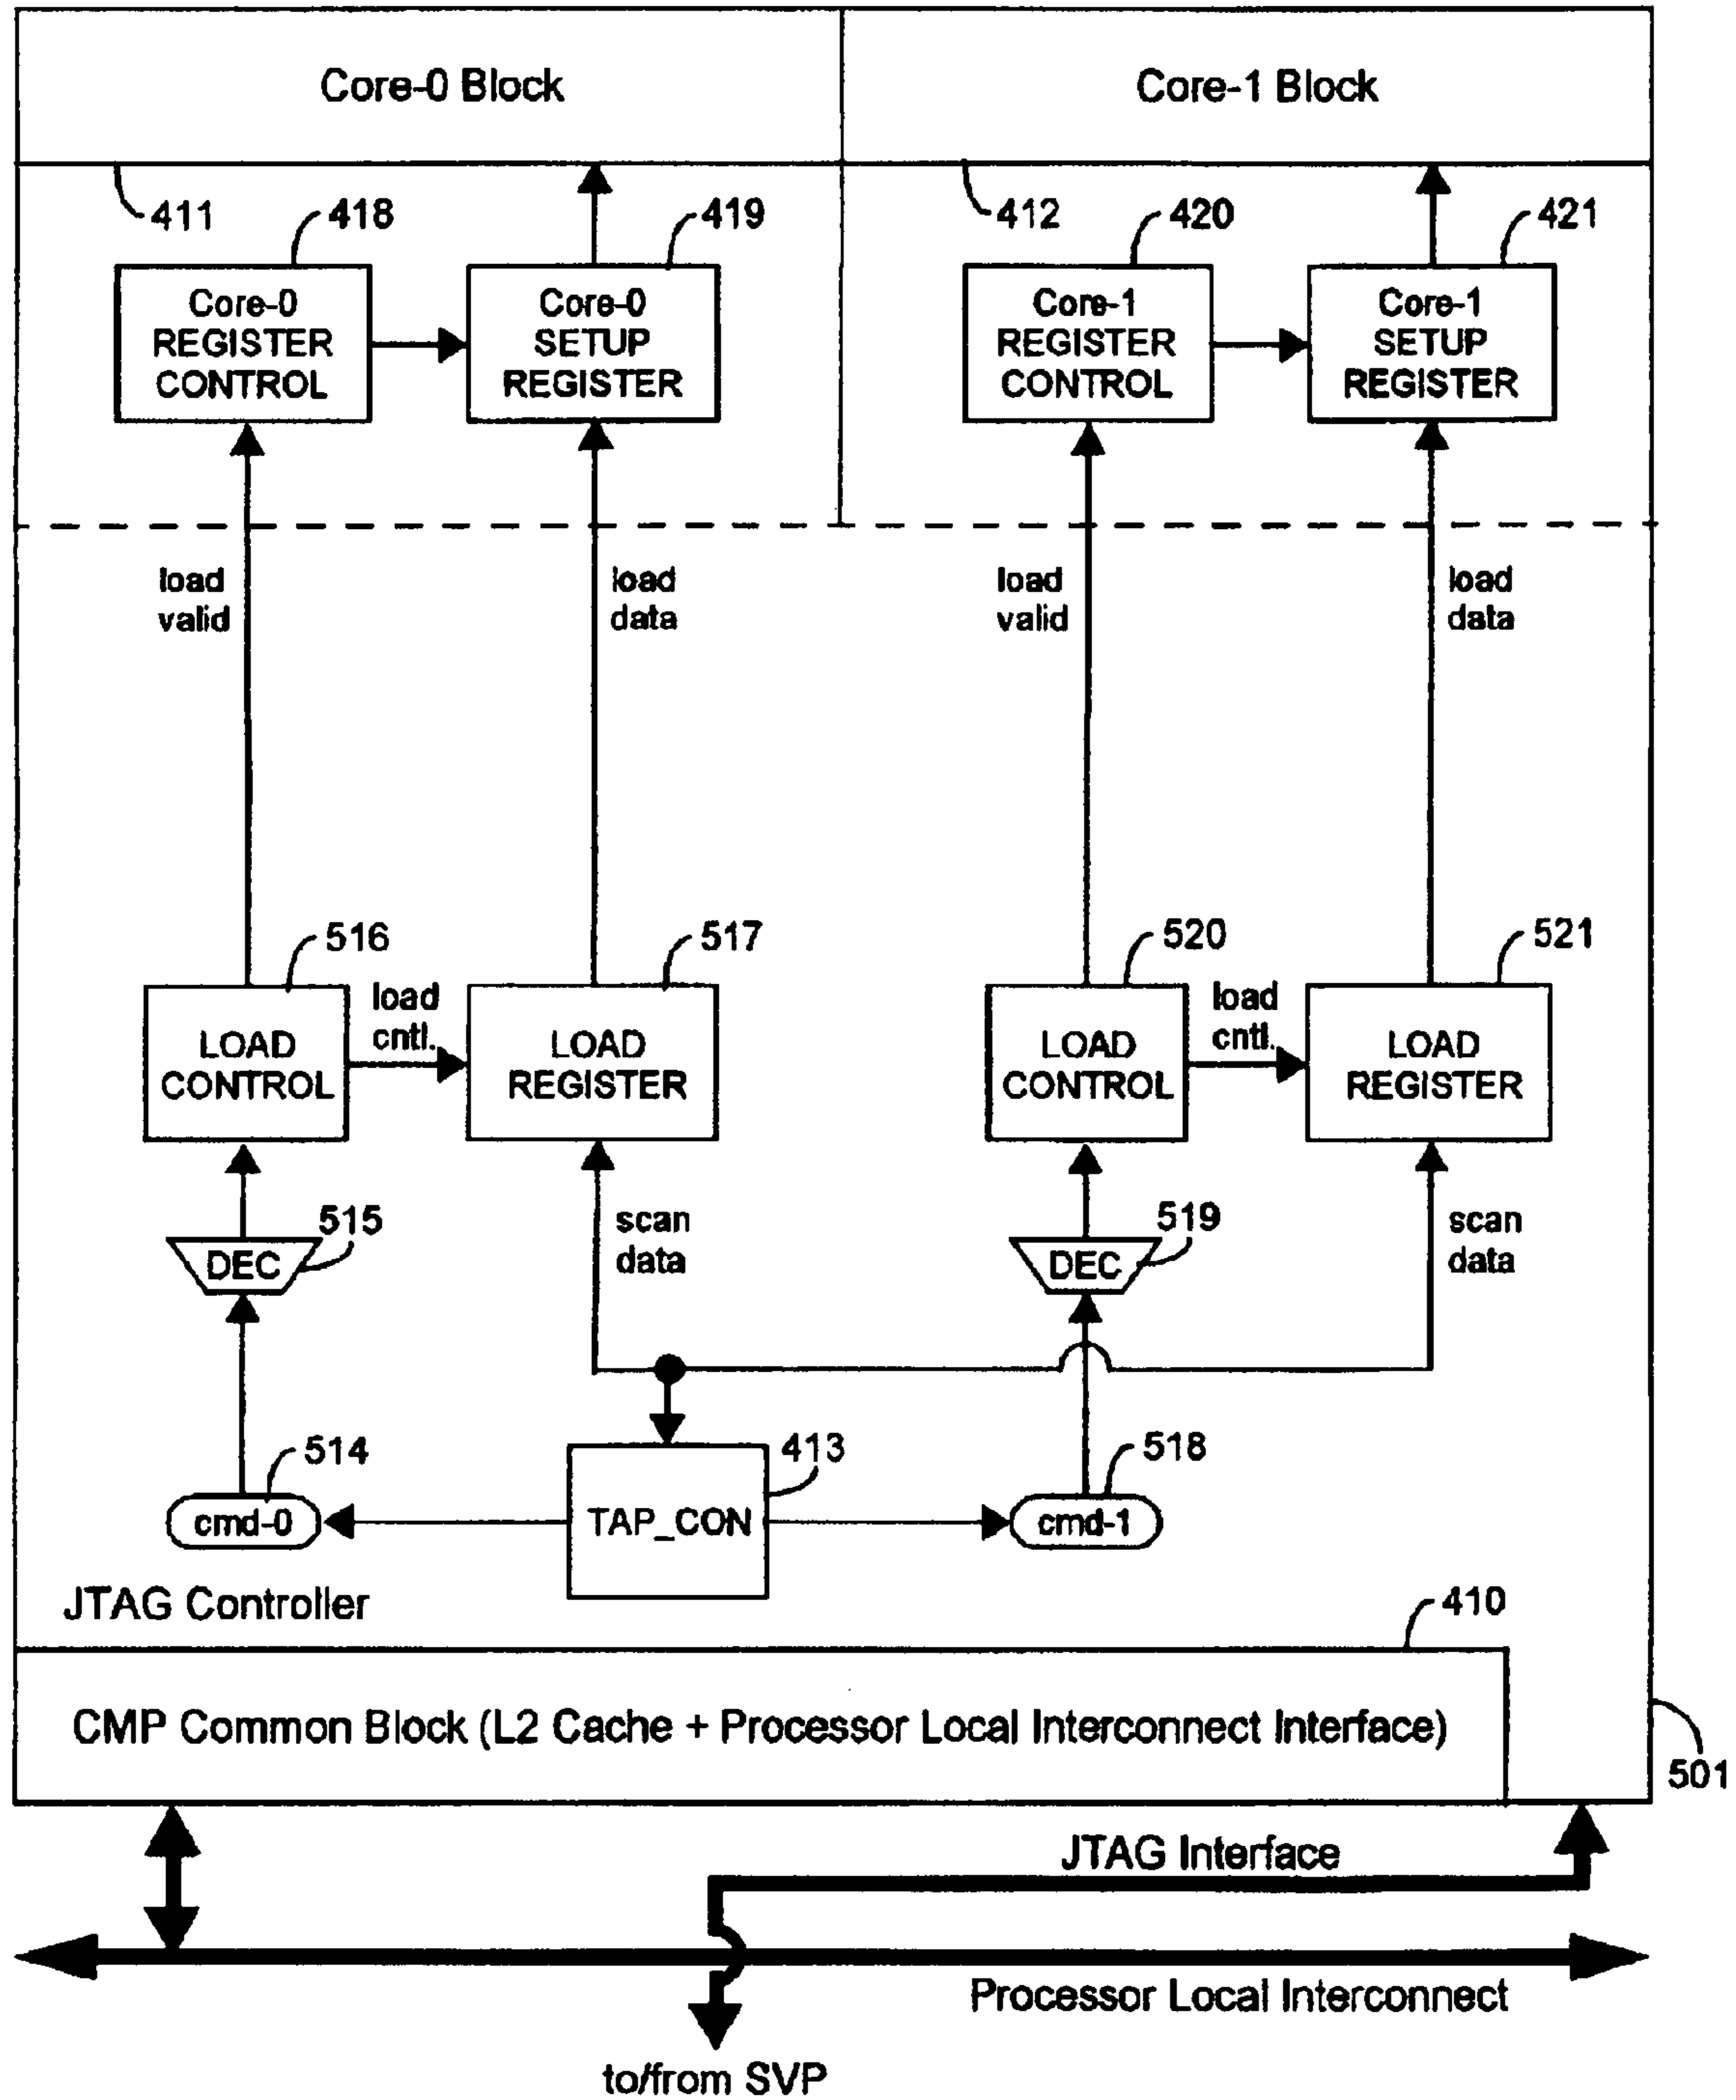 Core-0 Block
Core-1 Block
411
418
419
412
420
421
Core-0
REGISTER
CONTROL
Core-0
SETUP
REGISTER
Core-1
REGISTER
CONTROL
Core-1
SETUP
REGISTER
load
valid
load
data
load
valid
load
data
516
517
520
521
LOAD
CONTROL
load
cntl.
LOAD
REGISTER
LOAD
CONTROL
load
cntl.
LOAD
REGISTER
DEC
515
scan
data
DEC
519
scan
data
514
cmd-0
413
TAP_CON
518
cmd-1
JTAG Controller
410
CMP Common Block (L2 Cache + Processor Local Interconnect Interface)
501
JTAG Interface
Processor Local Interconnect
to/from SVP